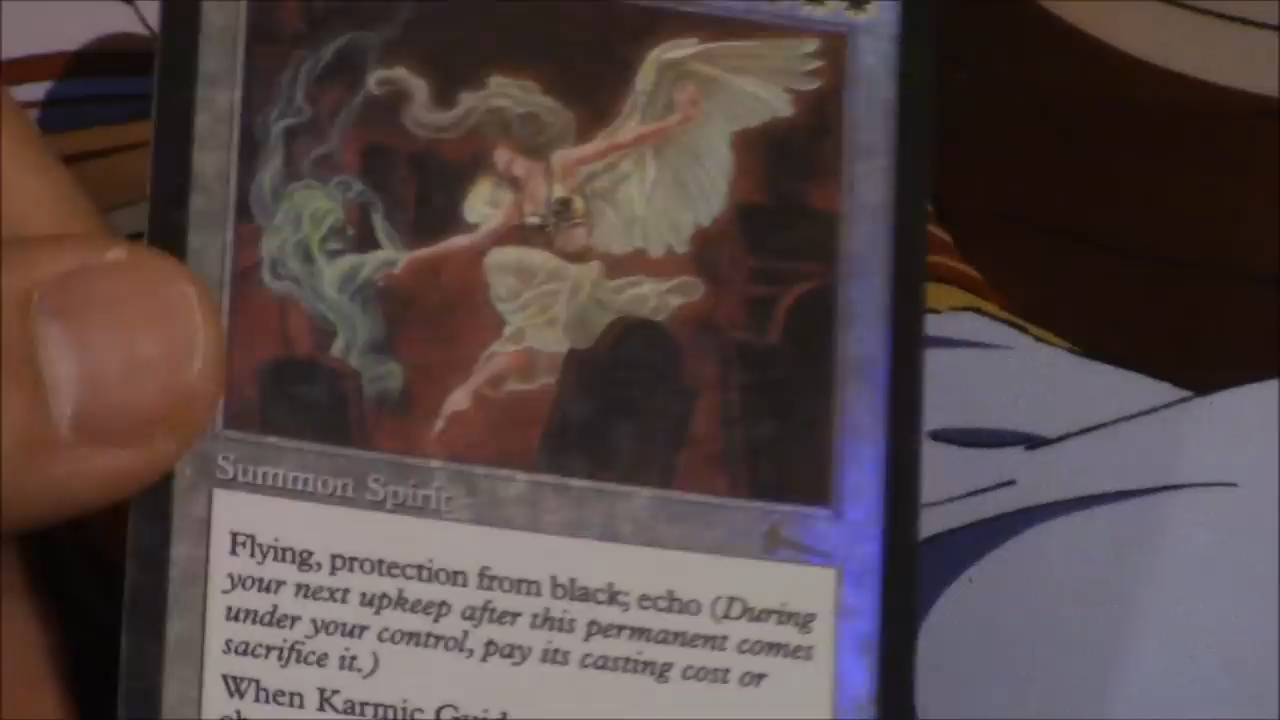 Summon Spirit
Flying, protection from black; echo (During
your next upkeep after this permanent comes
under your control, pay its casting cost or
sacrifice it.)
When Karmic Guid